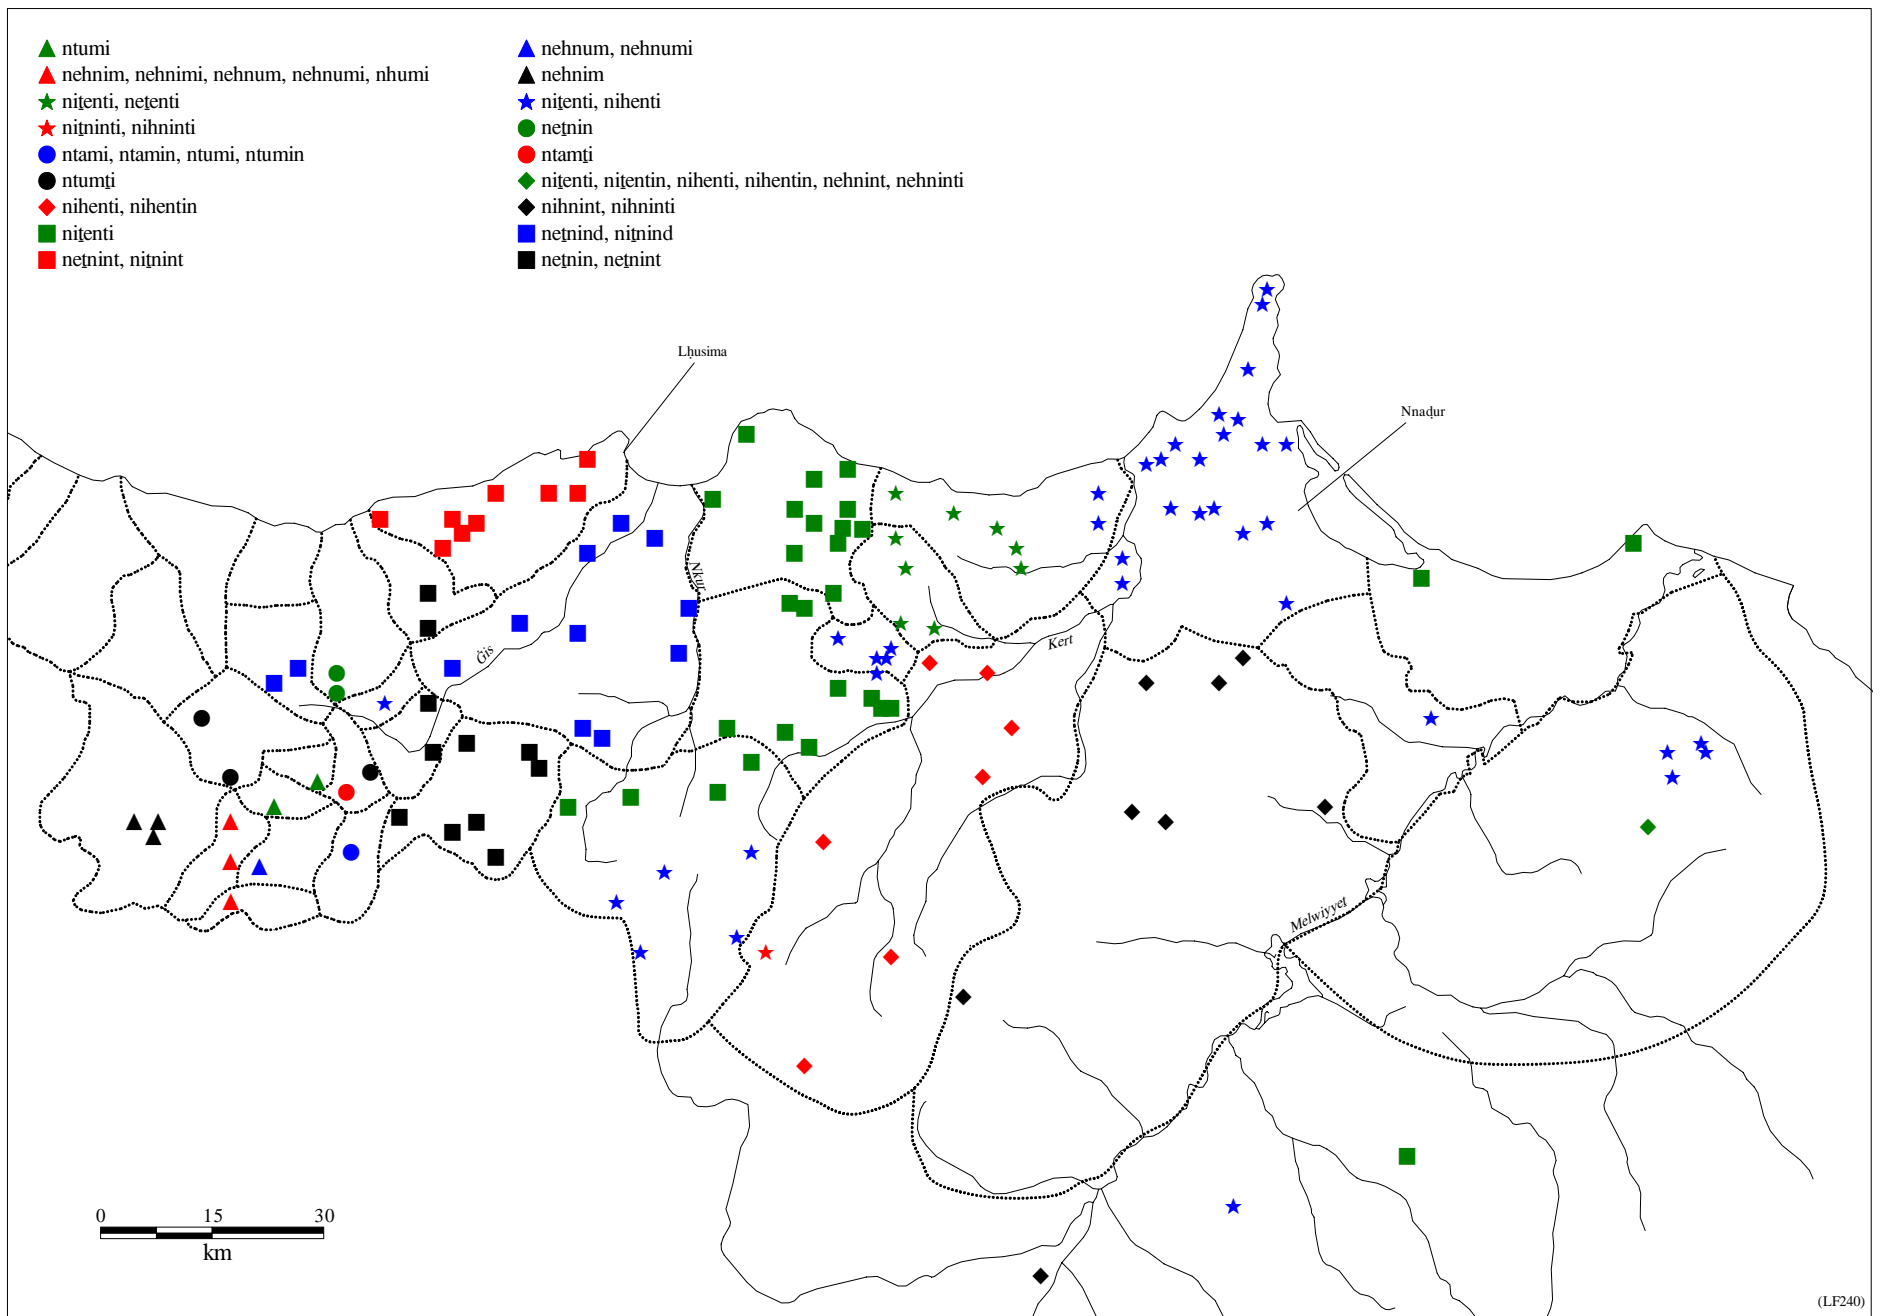 ntumi
nehnim, nehnimi, nehnum, nehnumi, nhumi
niṯenti, neṯenti
niṯninti, nihninti
ntami, ntamin, ntumi, ntumin
ntumṯi
nihenti, nihentin
niṯenti
neṯnint, niṯnint
nehnum, nehnumi
nehnim
niṯenti, nihenti
neṯnin
ntamṯi
niṯenti, niṯentin, nihenti, nihentin, nehnint, nehninti
nihnint, nihninti
neṯnind, niṯnind
neṯnin, neṯnint
Lḥusima
Nnaḍur
Nkur
Ġis
Kert
Melwiyyeṯ
0 15 30
km
(LF240)